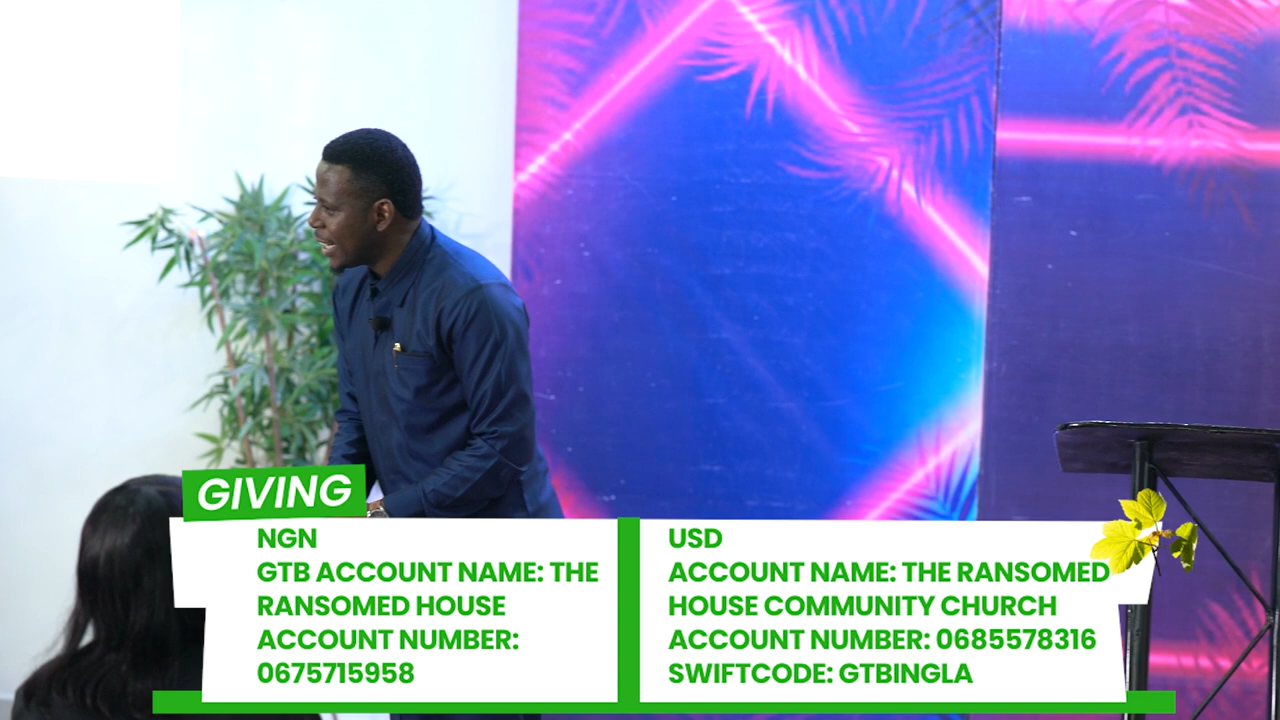 GIVING
NGN
GTB ACCOUNT NAME: THE
RANSOMED HOUSE
ACCOUNT NUMBER:
0675715958
USD
ACCOUNT NAME: THE RANSOMED
HOUSE COMMUNITY CHURCH
ACCOUNT NUMBER: 0685578316
SWIFTCODE: GTBINGLA